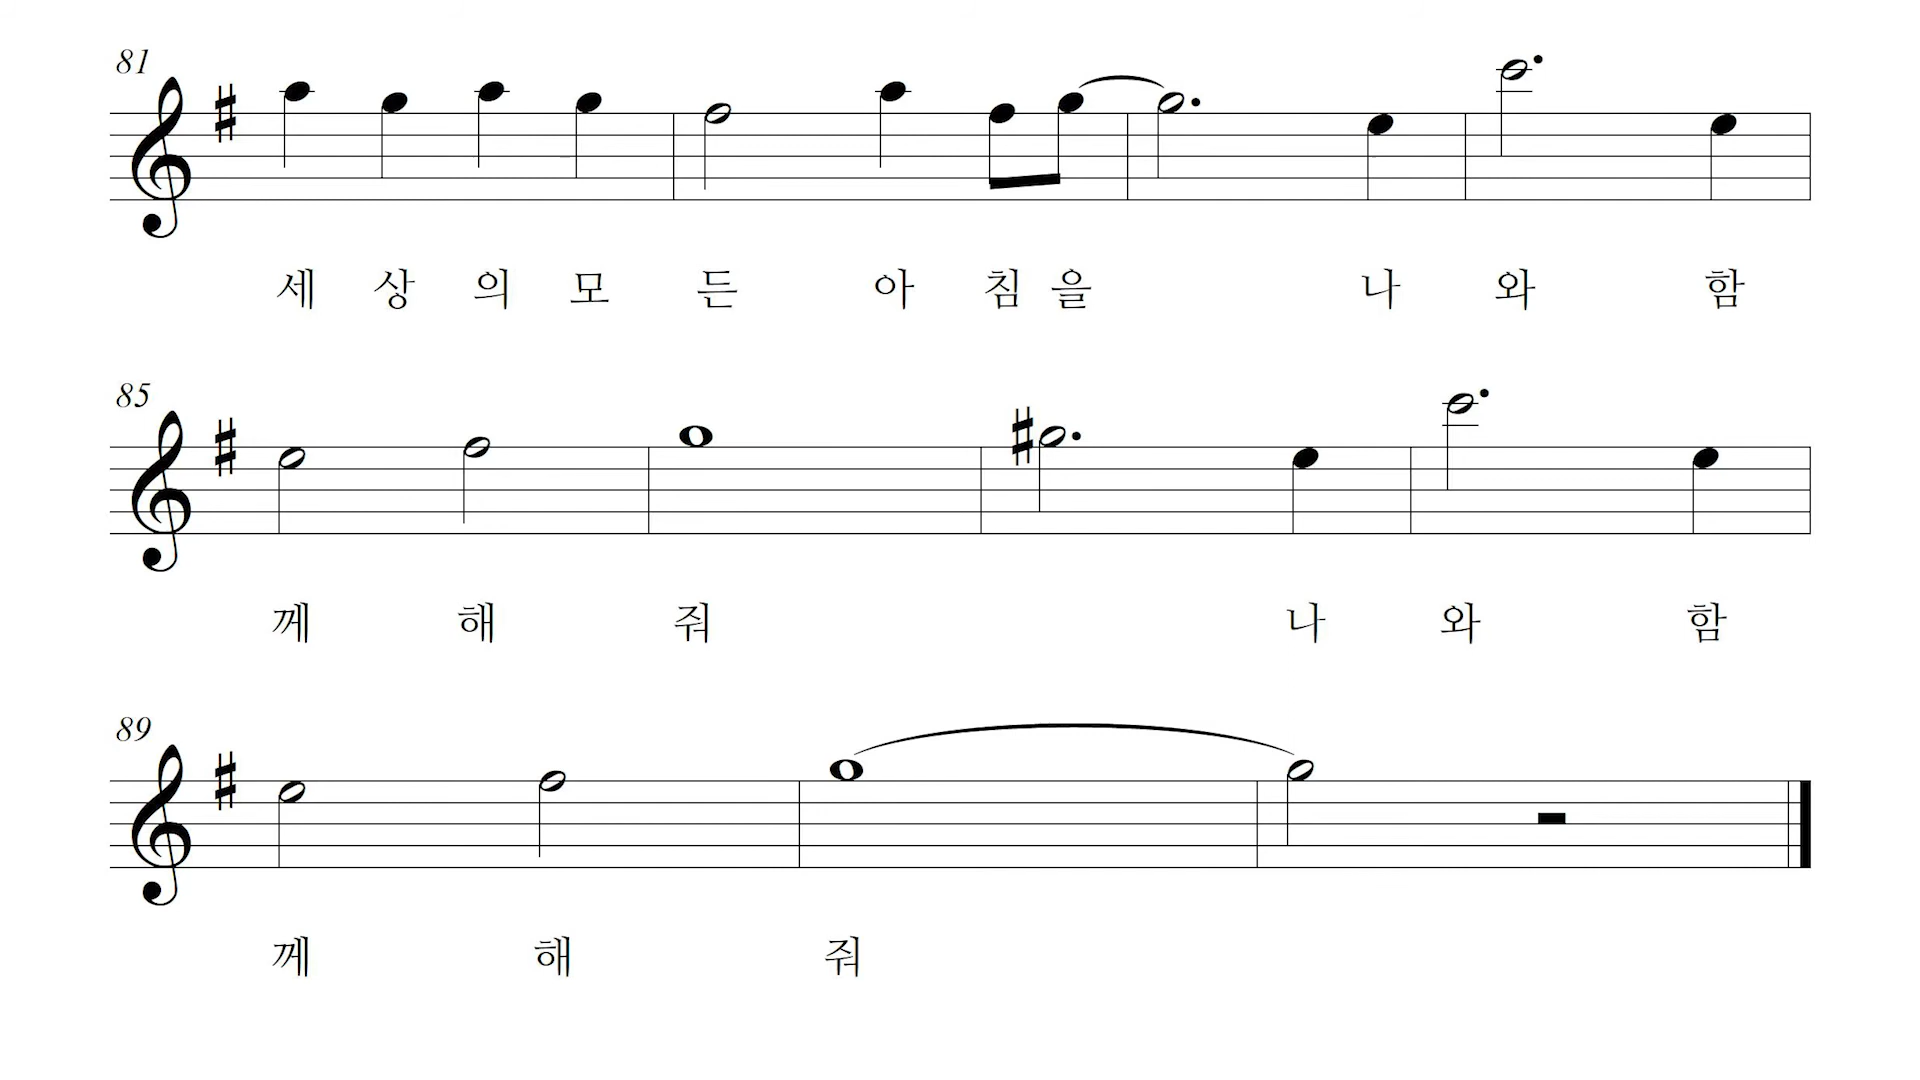 81
세 상 의 모 든 아 침 을 나 와 함
85
께 해 줘 나 와 함
89
께 해 줘